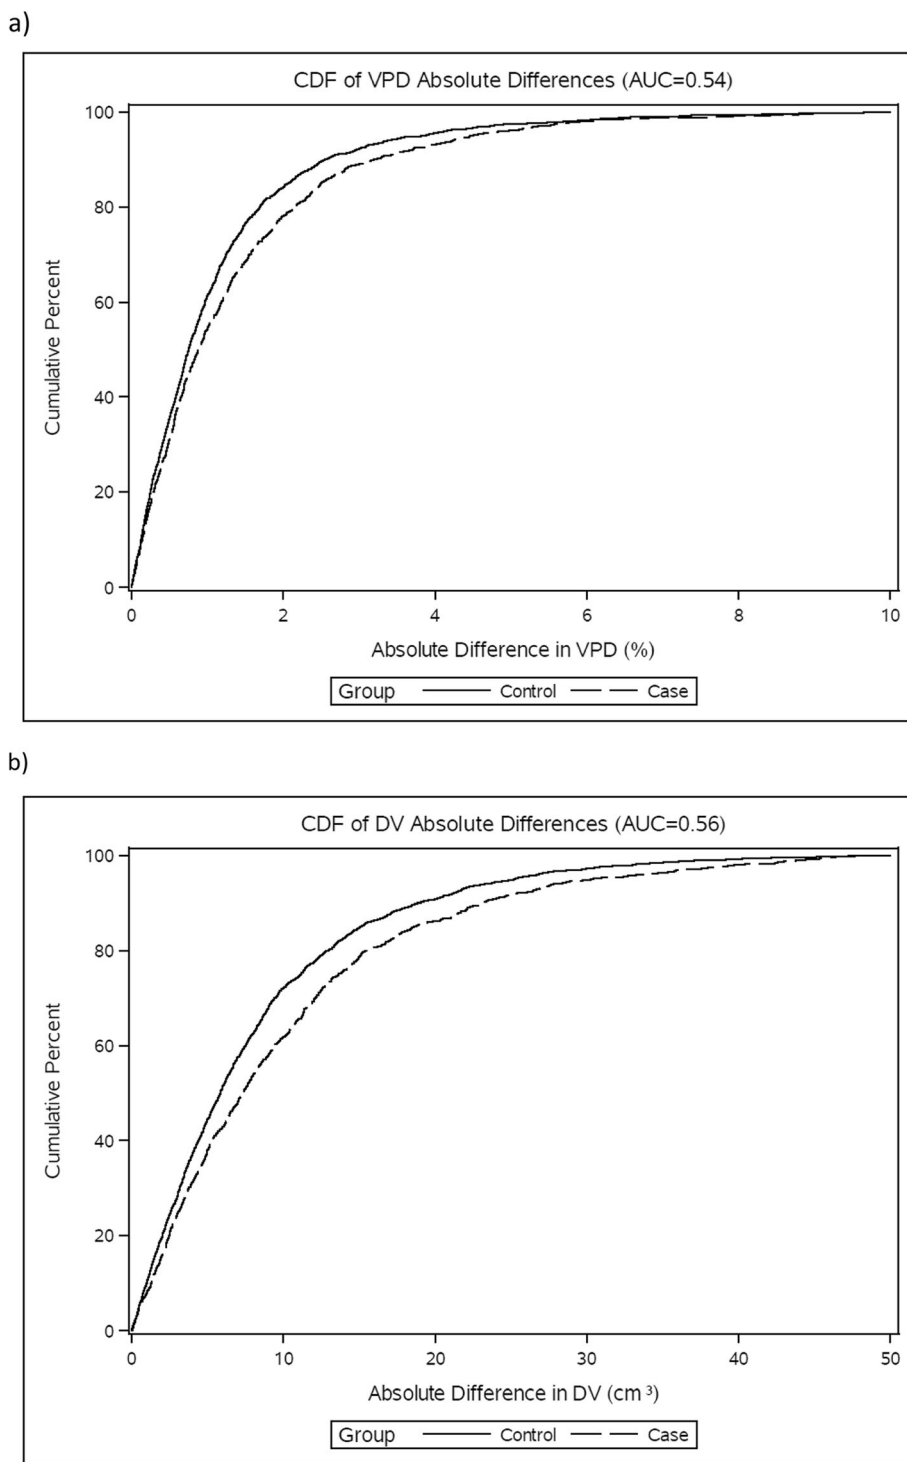 a)
CDF of VPD Absolute Differences (AUC=0.54)
100
80
60
40
20
0
Cumulative Percent
0 2 4 6 8 10
Absolute Difference in VPD (%)
Group Control Case
b)
CDF of DV Absolute Differences (AUC=0.56)
100
80
60
40
20
0
Cumulative Percent
0 10 20 30 40 50
Absolute Difference in DV (cm³)
Group Control Case